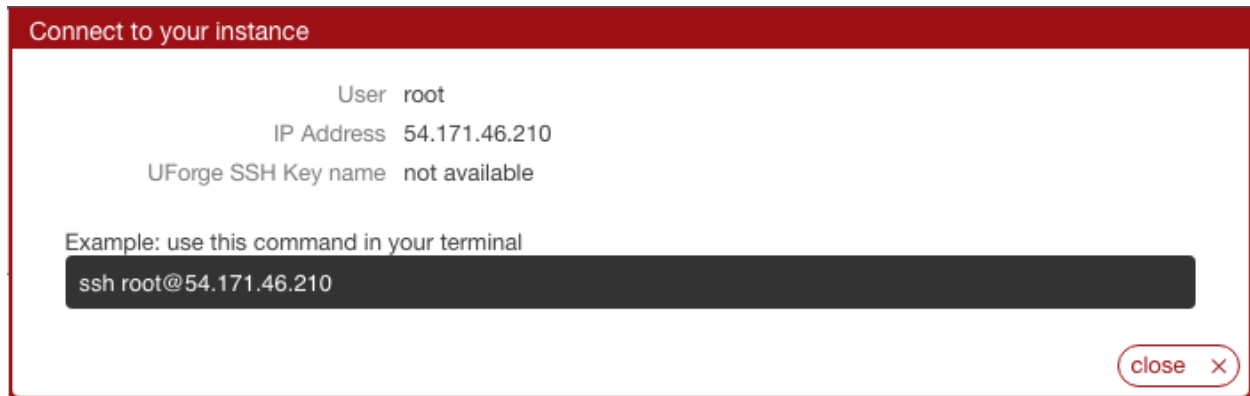 Connect to your instance
User root
IP Address 54.171.46.210
UForge SSH Key name not available
Example: use this command in your terminal
ssh root@54.171.46.210
close ×